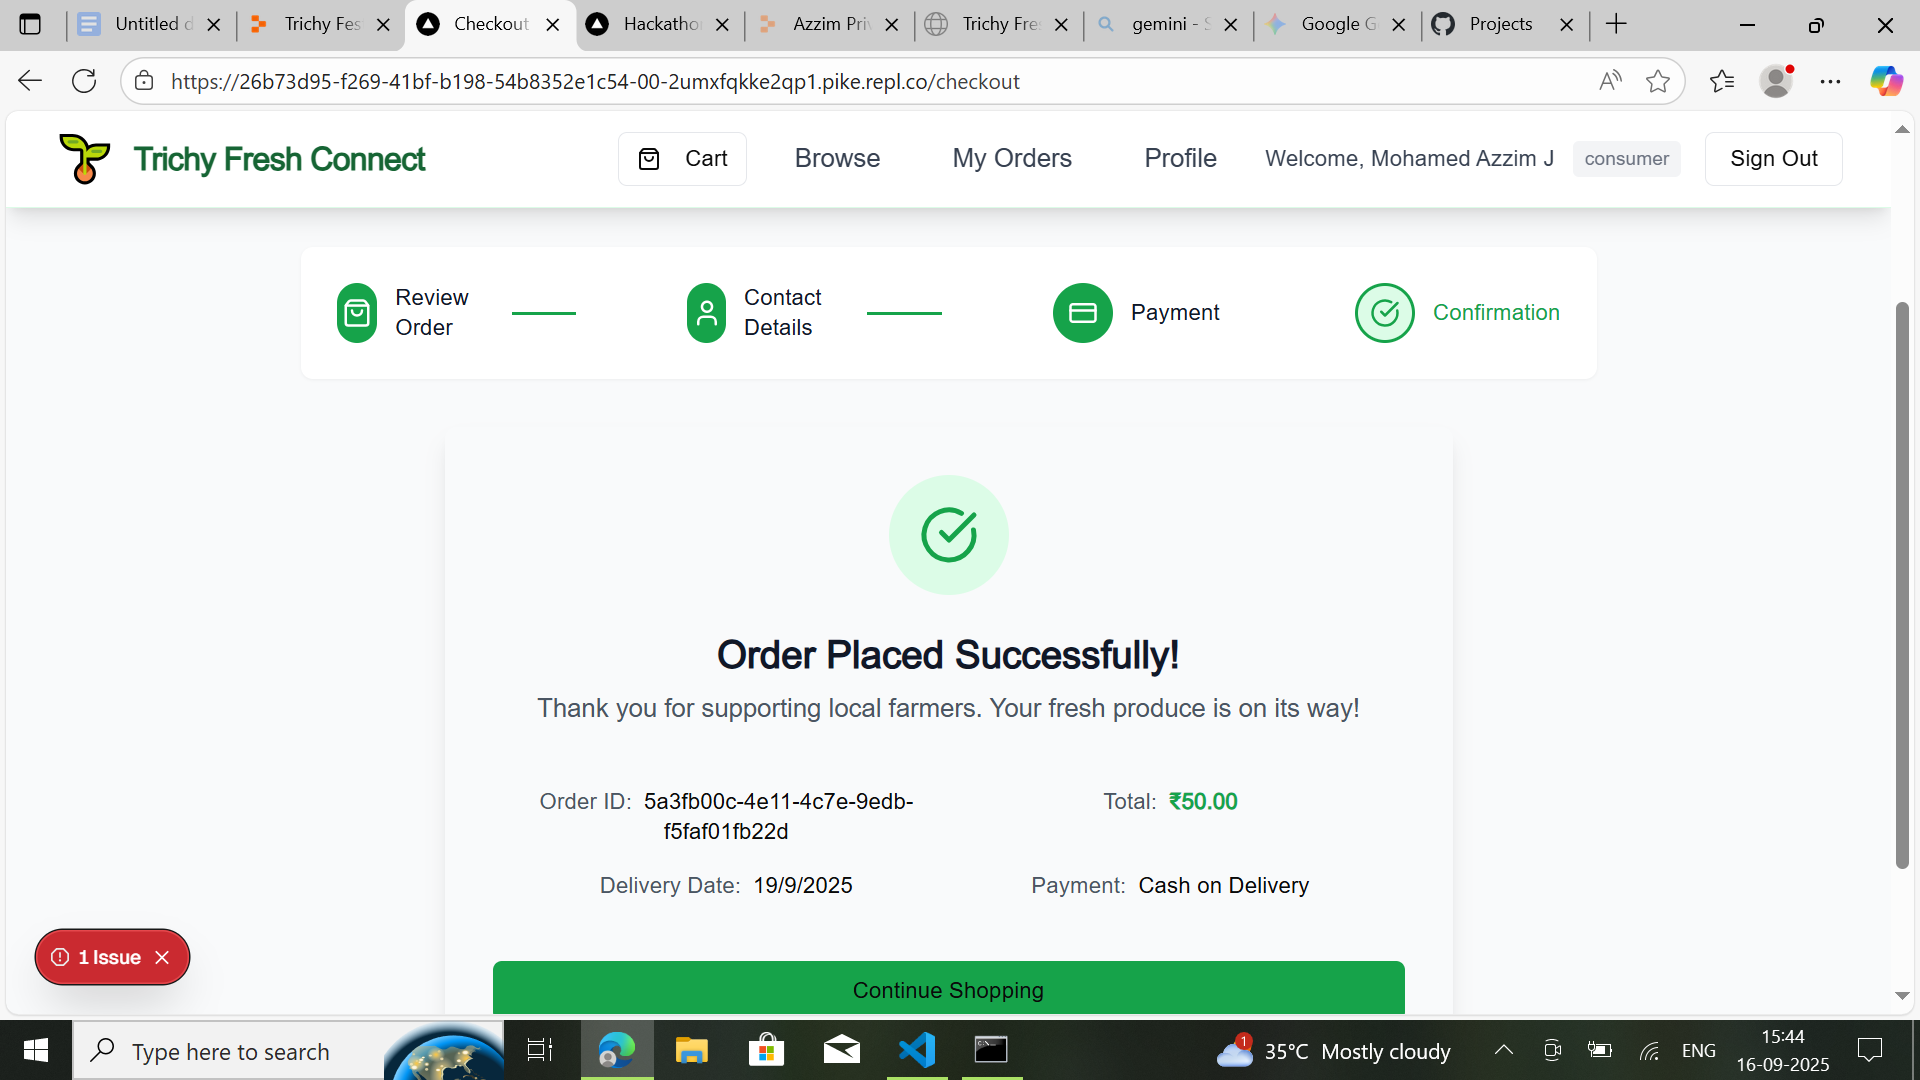 Untitled d
Trichy Fes
Checkout
Hackathor
Azzim Priv
Trichy Fre
gemini - S
Google G
Projects
https://26b73d95-f269-41bf-b198-54b8352e1c54-00-2umxfqkke2qp1.pike.repl.co/checkout
Trichy Fresh Connect
Cart
Browse
My Orders
Profile
Welcome, Mohamed Azzim J
consumer
Sign Out
Review
Order
Contact
Details
Payment
Confirmation
Order Placed Successfully!
Thank you for supporting local farmers. Your fresh produce is on its way!
Order ID: 5a3fb00c-4e11-4c7e-9edb-
f5faf01fb22d
Total: ₹50.00
Delivery Date: 19/9/2025
Payment: Cash on Delivery
1 Issue
Continue Shopping
Type here to search
1
35°C Mostly cloudy
ENG
15:44
16-09-2025